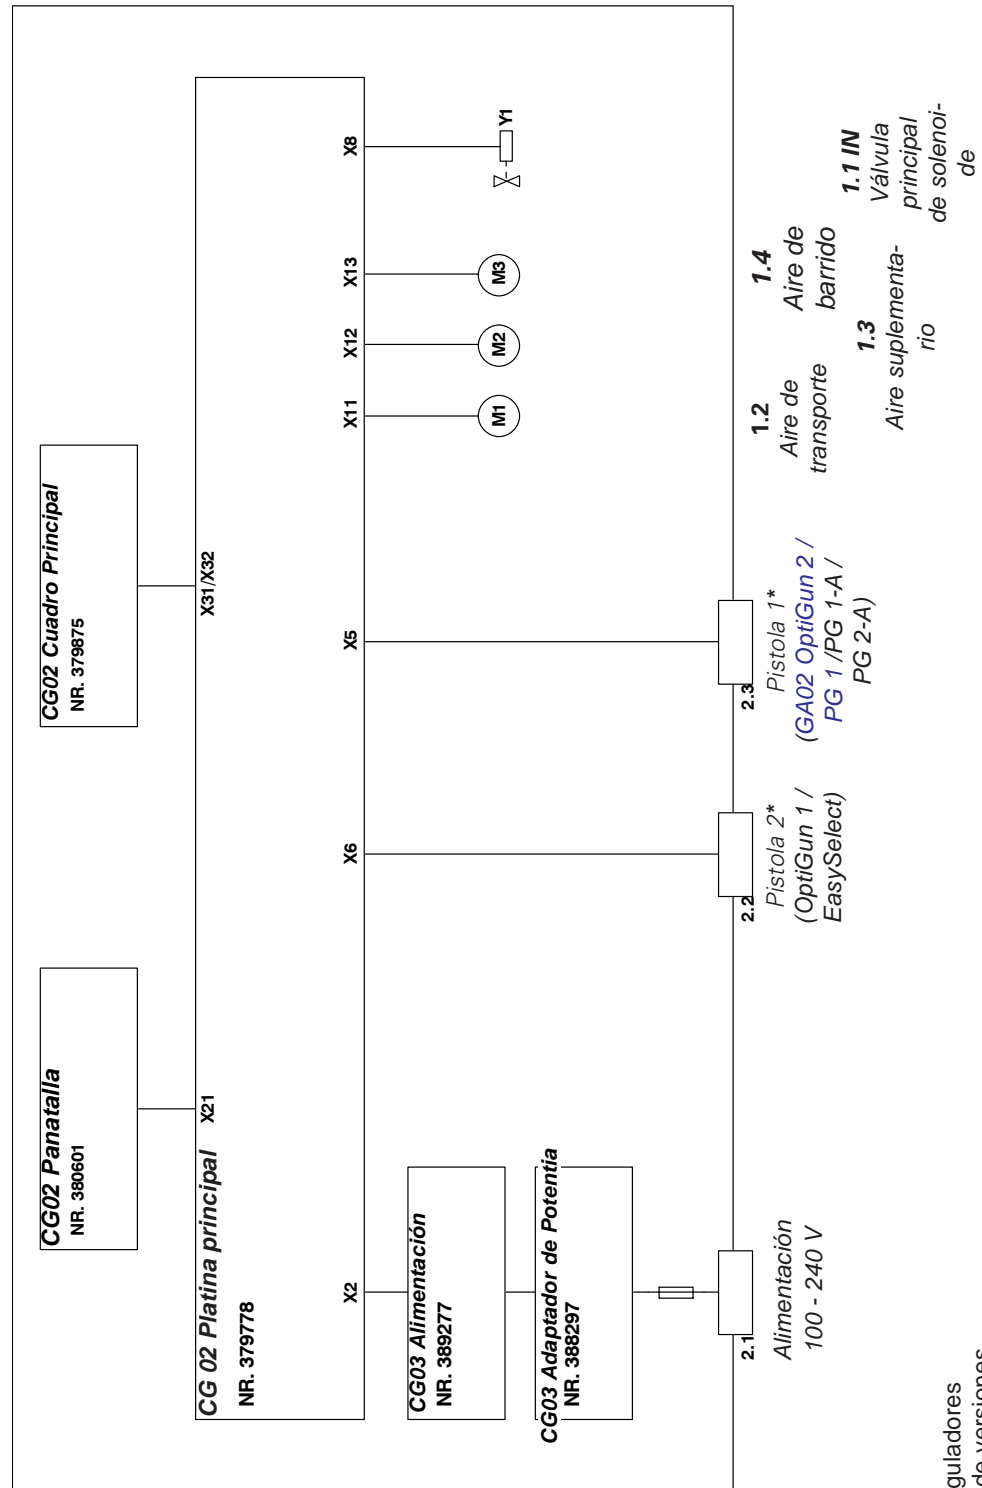 CG02 Panatalla
NR. 380601
CG02 Cuadro Principal
NR. 379875
CG 02 Platina principal
NR. 379778
X21
X31/X32
X2
X6
X5
X11
X12
X13
X8
CG03 Alimentación
NR. 389277
CG03 Adaptador de Potentia
NR. 388297
M1
M2
M3
Y1
2.1
Alimentación
100 - 240 V
2.2
Pistola 2*
(OptiGun 1 /
EasySelect)
2.3
Pistola 1*
(GA02 OptiGun 2 /
PG 1 /PG 1-A /
PG 2-A)
1.2
Aire de
transporte
1.3
Aire suplementa-
rio
1.4
Aire de
barrido
1.1 IN
Válvula
principal
de solenoi-
de
guladores
de versiones